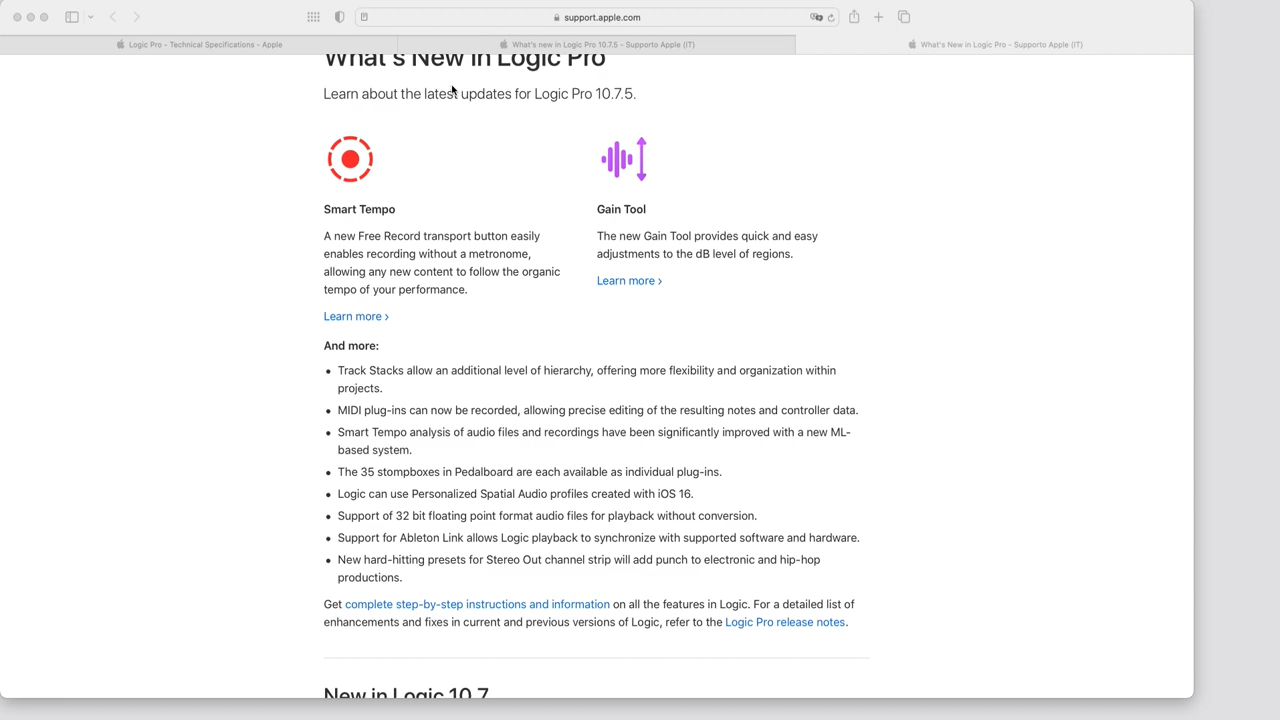 support.apple.com
Logic Pro - Technical Specifications - Apple
What's new in Logic Pro 10.7.5 - Supporto Apple (IT)
What's New in Logic Pro - Supporto Apple (IT)
What's New in Logic Pro
Learn about the latest updates for Logic Pro 10.7.5.
Smart Tempo
A new Free Record transport button easily
enables recording without a metronome,
allowing any new content to follow the organic
tempo of your performance.
Learn more ›
Gain Tool
The new Gain Tool provides quick and easy
adjustments to the dB level of regions.
Learn more ›
And more:
• Track Stacks allow an additional level of hierarchy, offering more flexibility and organization within
projects.
• MIDI plug-ins can now be recorded, allowing precise editing of the resulting notes and controller data.
• Smart Tempo analysis of audio files and recordings have been significantly improved with a new ML-
based system.
• The 35 stompboxes in Pedalboard are each available as individual plug-ins.
• Logic can use Personalized Spatial Audio profiles created with iOS 16.
• Support of 32 bit floating point format audio files for playback without conversion.
• Support for Ableton Link allows Logic playback to synchronize with supported software and hardware.
• New hard-hitting presets for Stereo Out channel strip will add punch to electronic and hip-hop
productions.
Get complete step-by-step instructions and information on all the features in Logic. For a detailed list of
enhancements and fixes in current and previous versions of Logic, refer to the Logic Pro release notes.
New in Logic 10.7